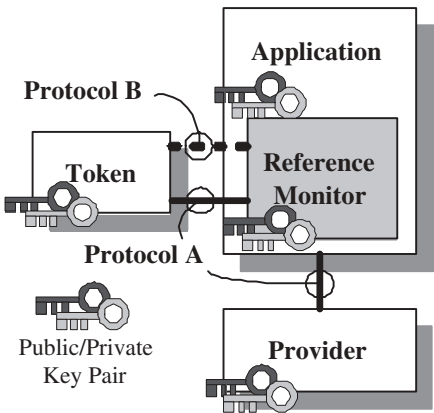 Application
Protocol B
Token
Reference
Monitor
Protocol A
Public/Private
Key Pair
Provider